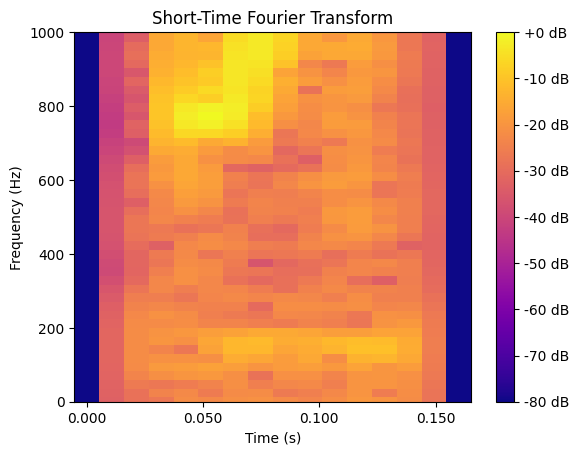 Short-Time Fourier Transform
Frequency (Hz)
1000
800
600
400
200
0
0.000
0.050
0.100
0.150
Time (s)
+0 dB
-10 dB
-20 dB
-30 dB
-40 dB
-50 dB
-60 dB
-70 dB
-80 dB